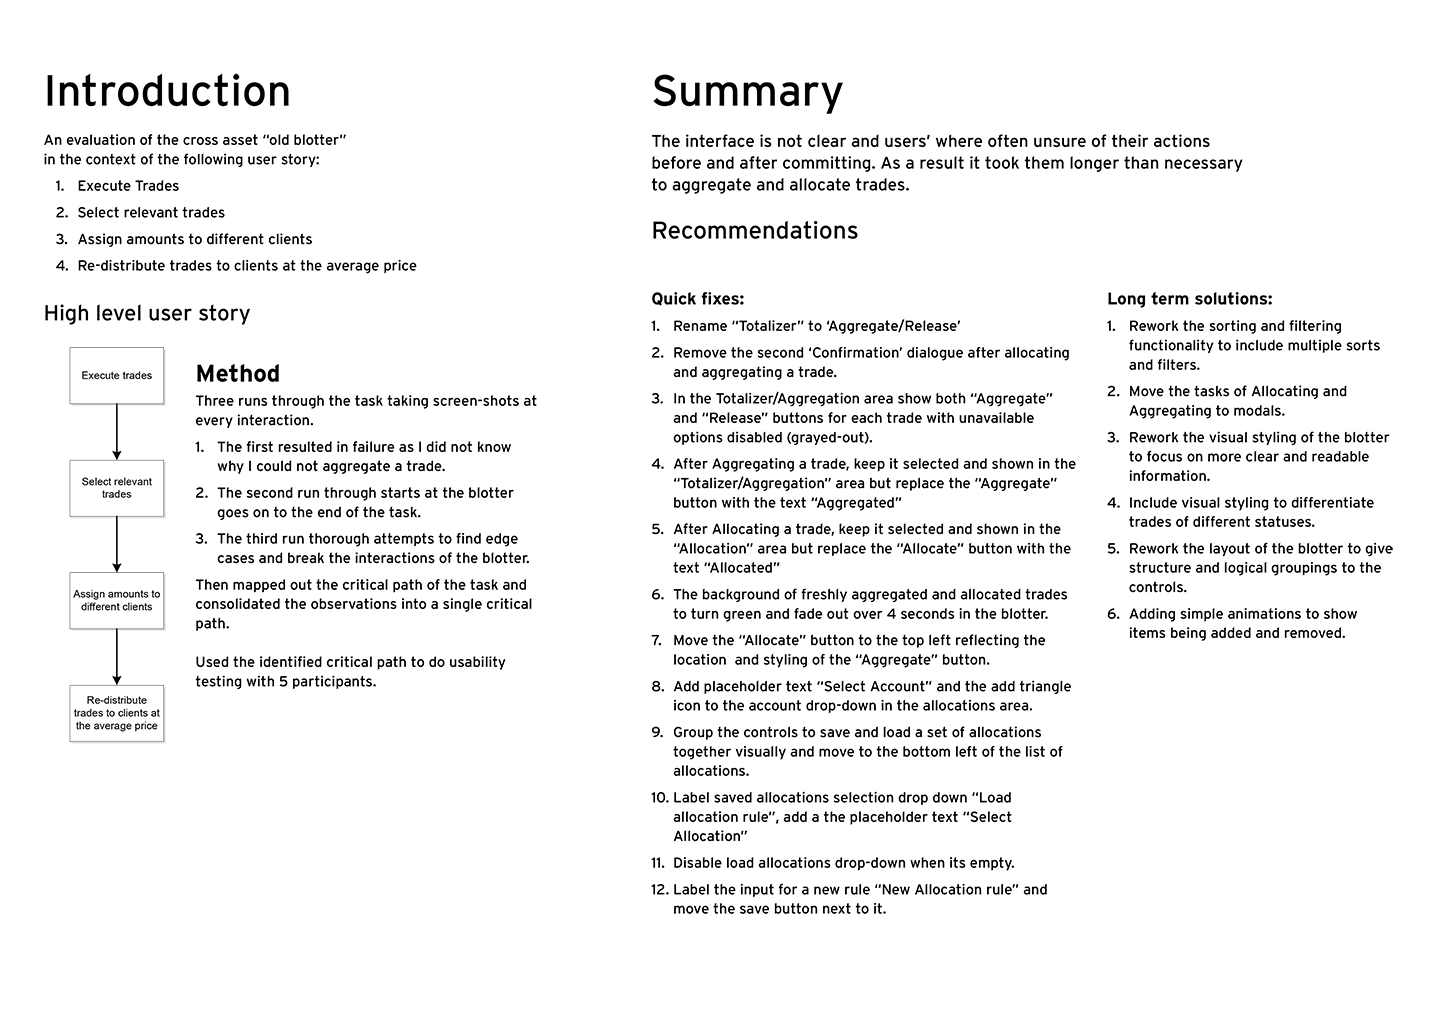 Introduction
An evaluation of the cross asset “old blotter”
in the context of the following user story:
1. Execute Trades
2. Select relevant trades
3. Assign amounts to different clients
4. Re-distribute trades to clients at the average price
High level user story
Execute trades
Select relevant
trades
Assign amounts to
different clients
Re-distribute
trades to clients at
the average price
Method
Three runs through the task taking screen-shots at
every interaction.
1. The first resulted in failure as I did not know
why I could not aggregate a trade.
2. The second run through starts at the blotter
goes on to the end of the task.
3. The third run thorough attempts to find edge
cases and break the interactions of the blotter.
Then mapped out the critical path of the task and
consolidated the observations into a single critical
path.
Used the identified critical path to do usability
testing with 5 participants.
Summary
The interface is not clear and users’ where often unsure of their actions
before and after committing. As a result it took them longer than necessary
to aggregate and allocate trades.
Recommendations
Quick fixes:
1. Rename “Totalizer” to ‘Aggregate/Release’
2. Remove the second ‘Confirmation’ dialogue after allocating
and aggregating a trade.
3. In the Totalizer/Aggregation area show both “Aggregate”
and “Release” buttons for each trade with unavailable
options disabled (grayed-out).
4. After Aggregating a trade, keep it selected and shown in the
“Totalizer/Aggregation” area but replace the “Aggregate”
button with the text “Aggregated”
5. After Allocating a trade, keep it selected and shown in the
“Allocation” area but replace the “Allocate” button with the
text “Allocated”
6. The background of freshly aggregated and allocated trades
to turn green and fade out over 4 seconds in the blotter.
7. Move the “Allocate” button to the top left reflecting the
location  and styling of the “Aggregate” button.
8. Add placeholder text “Select Account” and the add triangle
icon to the account drop-down in the allocations area.
9. Group the controls to save and load a set of allocations
together visually and move to the bottom left of the list of
allocations.
10. Label saved allocations selection drop down “Load
allocation rule”, add a the placeholder text “Select
Allocation”
11. Disable load allocations drop-down when its empty.
12. Label the input for a new rule “New Allocation rule” and
move the save button next to it.
Long term solutions:
1. Rework the sorting and filtering
functionality to include multiple sorts
and filters.
2. Move the tasks of Allocating and
Aggregating to modals.
3. Rework the visual styling of the blotter
to focus on more clear and readable
information.
4. Include visual styling to differentiate
trades of different statuses.
5. Rework the layout of the blotter to give
structure and logical groupings to the
controls.
6. Adding simple animations to show
items being added and removed.